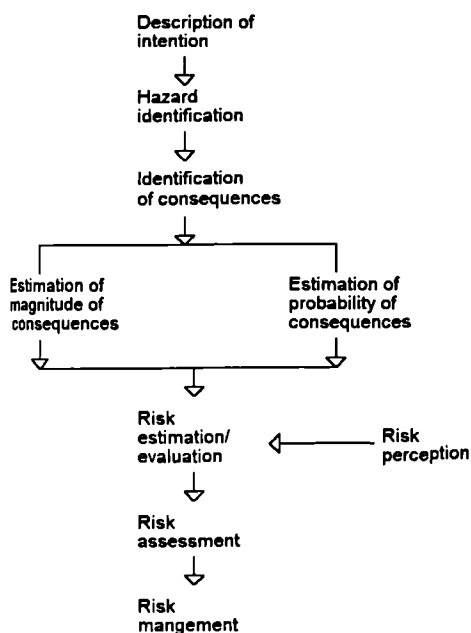 Description of
intention
Hazard
identification
Identification
of consequences
Estimation of
magnitude of
consequences
Estimation of
probability of
consequences
Risk
estimation/
evaluation
Risk
perception
Risk
assessment
Risk
mangement